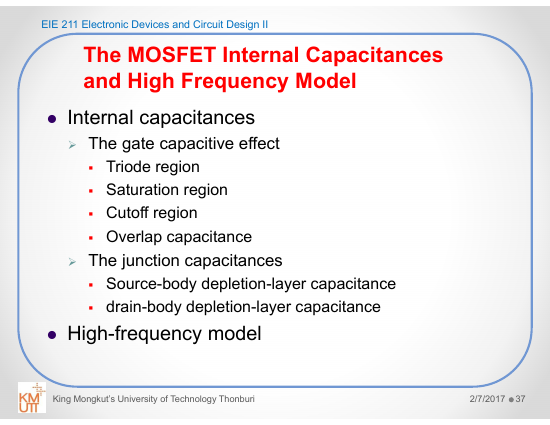 EIE 211 Electronic Devices and Circuit Design II
The MOSFET Internal Capacitances
and High Frequency Model
Internal capacitances
The gate capacitive effect
Triode region
Saturation region
Cutoff region
Overlap capacitance
The junction capacitances
Source-body depletion-layer capacitance
drain-body depletion-layer capacitance
High-frequency model
KM
UTT
King Mongkut's University of Technology Thonburi
2/7/2017 ● 37